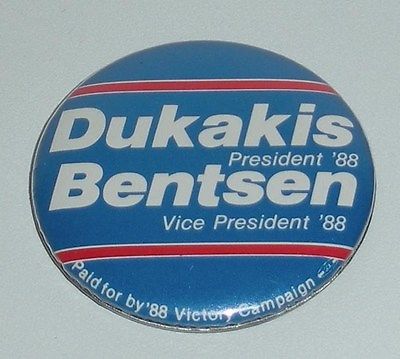 Dukakis
President '88
Bentsen
Vice President '88
Paid for by '88 Victory Campaign